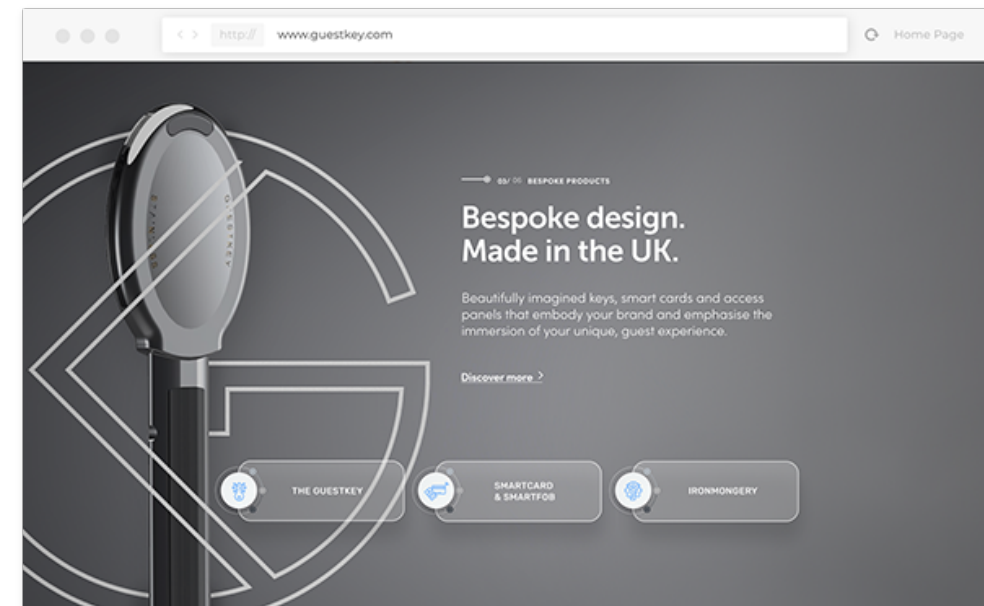 http://
www.guestkey.com
Home Page
05/ 06 BESPOKE PRODUCTS
Bespoke design.
Made in the UK.
Beautifully imagined keys, smart cards and access
panels that embody your brand and emphasise the
immersion of your unique, guest experience.
Discover more
GUESTKEY
THE GUESTKEY
SMARTCARD
& SMARTFOB
IRONMONGERY